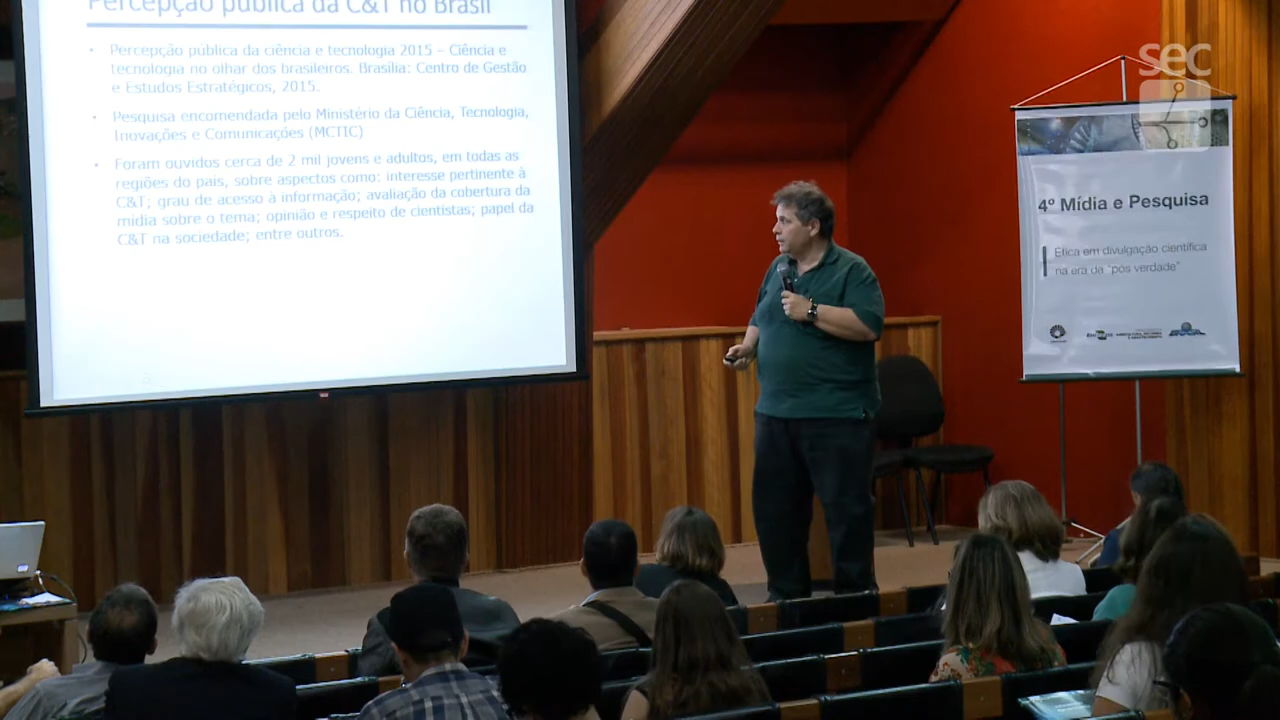 Percepção pública da C&T no Brasil
• Percepção pública da ciência e tecnologia 2015 – Ciência e
tecnologia no olhar dos brasileiros. Brasília: Centro de Gestão
e Estudos Estratégicos, 2015.
• Pesquisa encomendada pelo Ministério da Ciência, Tecnologia,
Inovações e Comunicações (MCTIC)
• Foram ouvidos cerca de 2 mil jovens e adultos, em todas as
regiões do país, sobre aspectos como: interesse pertinente à
C&T; grau de acesso à informação; avaliação da cobertura da
mídia sobre o tema; opinião e respeito de cientistas; papel da
C&T na sociedade; entre outros.
sec
4º Mídia e Pesquisa
Ética em divulgação científica
na era da "pós verdade"